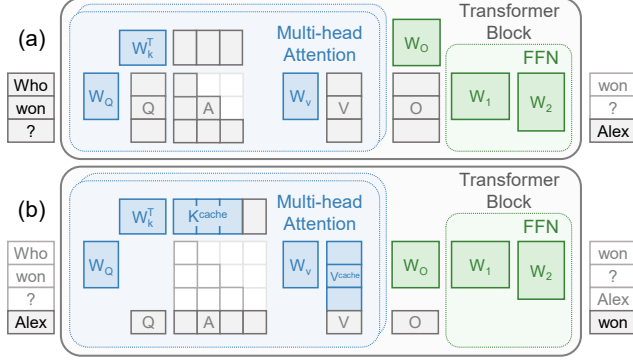 (a)
Multi-head
Attention
Transformer
Block
FFN
W_k^T
W_O
Who
won
?
W_Q
Q
A
W_v
V
O
W_1
W_2
won
?
Alex
(b)
Multi-head
Attention
Transformer
Block
FFN
W_k^T
K^cache
Who
won
?
Alex
W_Q
W_v
V^cache
W_O
W_1
W_2
Q
A
V
O
won
?
Alex
won